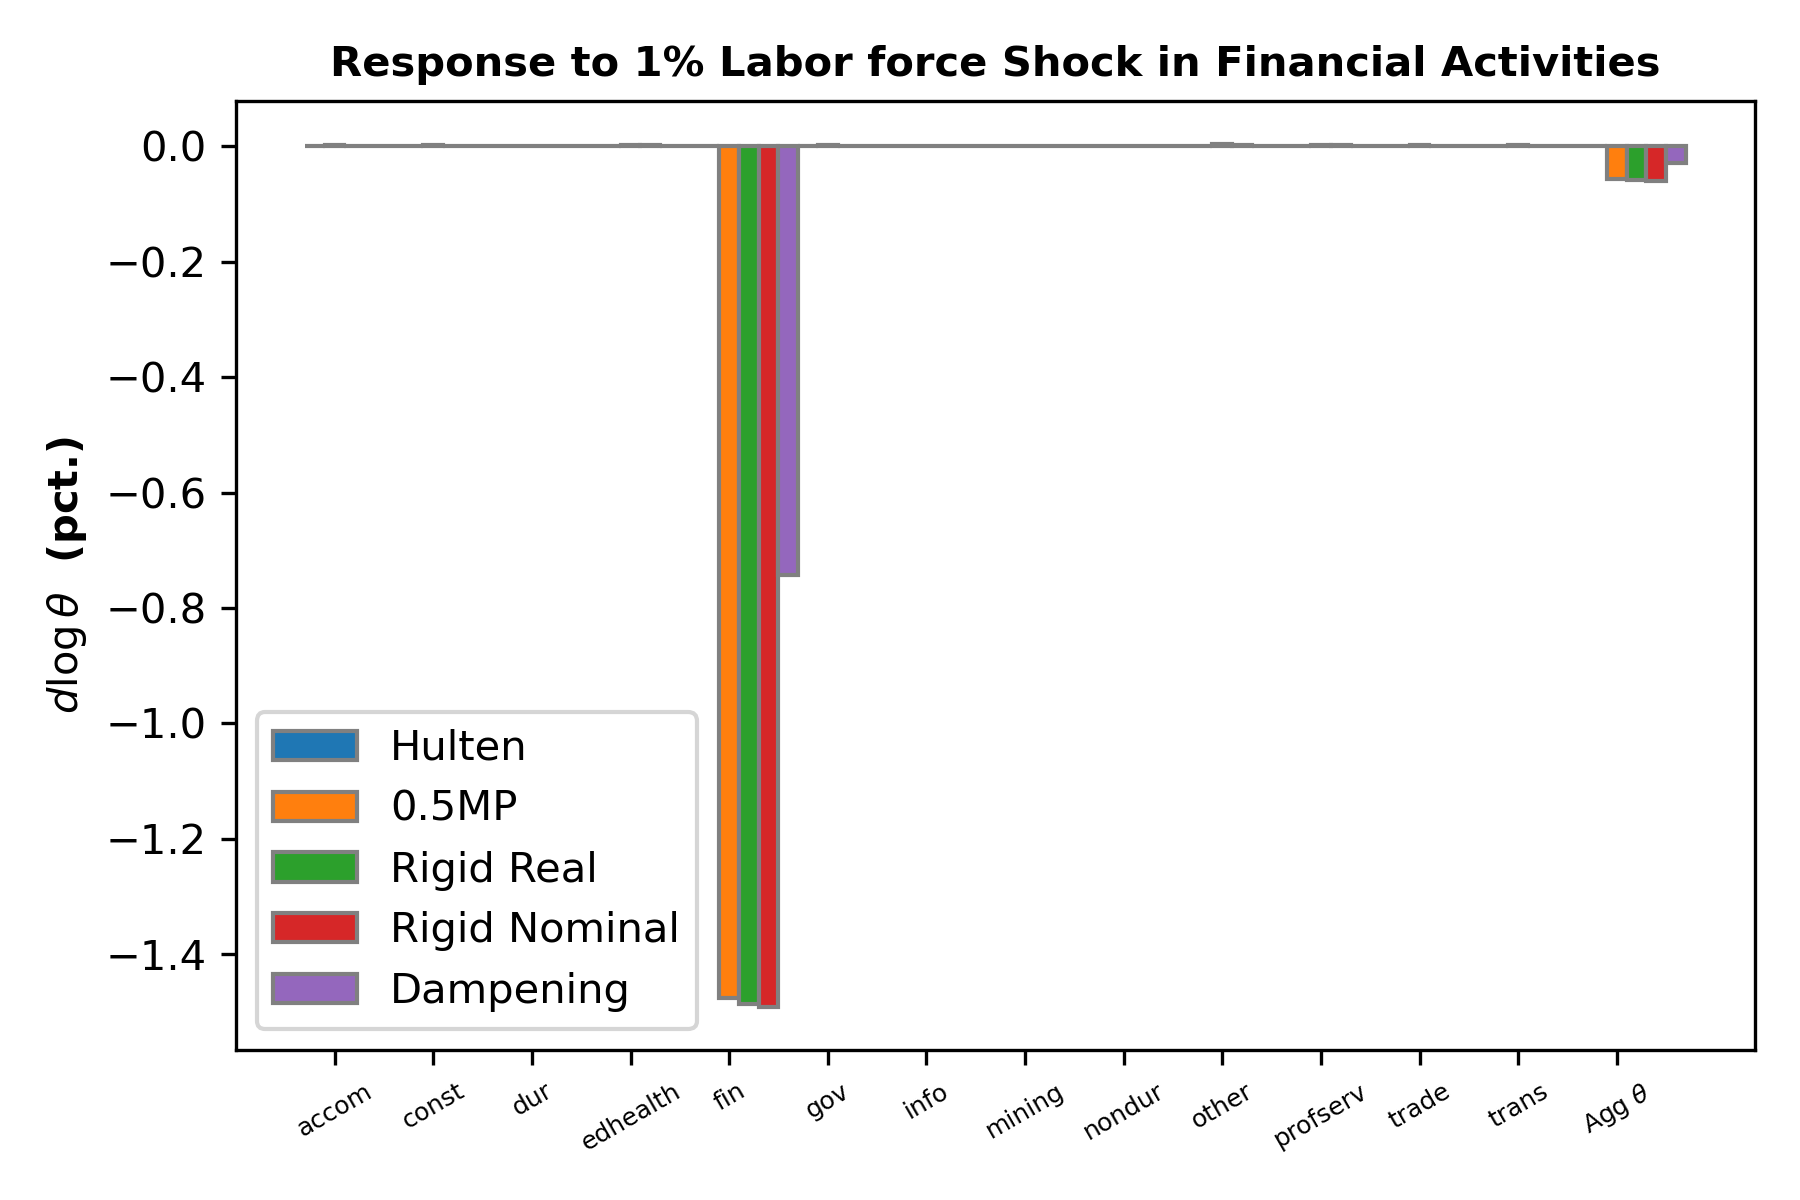 Response to 1% Labor force Shock in Financial Activities
d log θ (pct.)
0.0
−0.2
−0.4
−0.6
−0.8
−1.0
−1.2
−1.4
Hulten
0.5MP
Rigid Real
Rigid Nominal
Dampening
accom const dur edhealth fin gov info mining nondur other profserv trade trans Agg θ